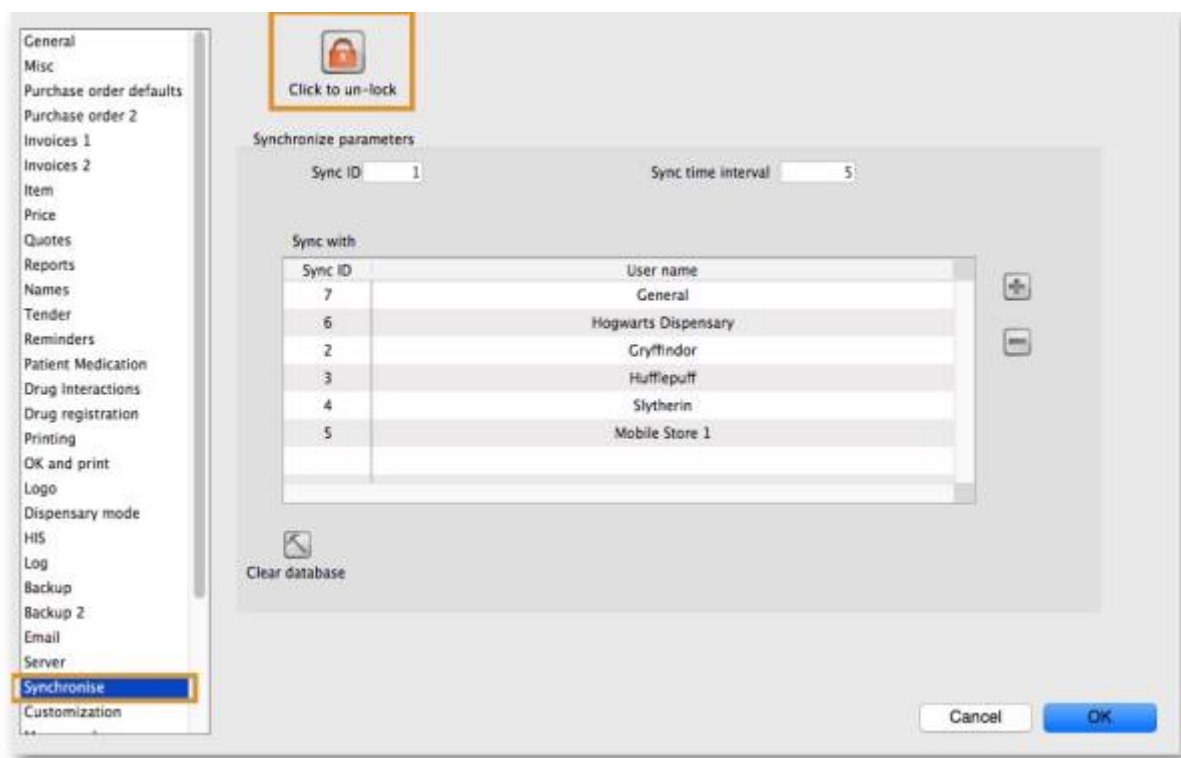 General
Misc
Purchase order defaults
Purchase order 2
Invoices 1
Invoices 2
Item
Price
Quotes
Reports
Names
Tender
Reminders
Patient Medication
Drug Interactions
Drug registration
Printing
OK and print
Logo
Dispensary mode
HIS
Log
Backup
Backup 2
Email
Server
Synchronise
Customization
Click to un-lock
Synchronize parameters
Sync ID 1 Sync time interval 5
Sync with
Sync ID User name
7 General
6 Hogwarts Dispensary
2 Gryffindor
3 Hufflepuff
4 Slytherin
5 Mobile Store 1
Clear database
Cancel OK